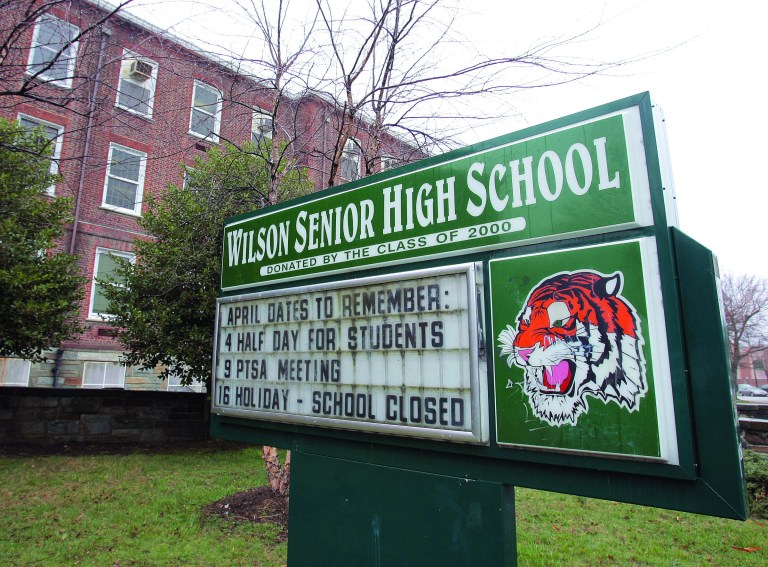 WILSON SENIOR HIGH SCHOOL
DONATED BY THE CLASS OF 2000
APRIL DATES TO REMEMBER:
4 HALF DAY FOR STUDENTS
9 PTSA MEETING
16 HOLIDAY - SCHOOL CLOSED